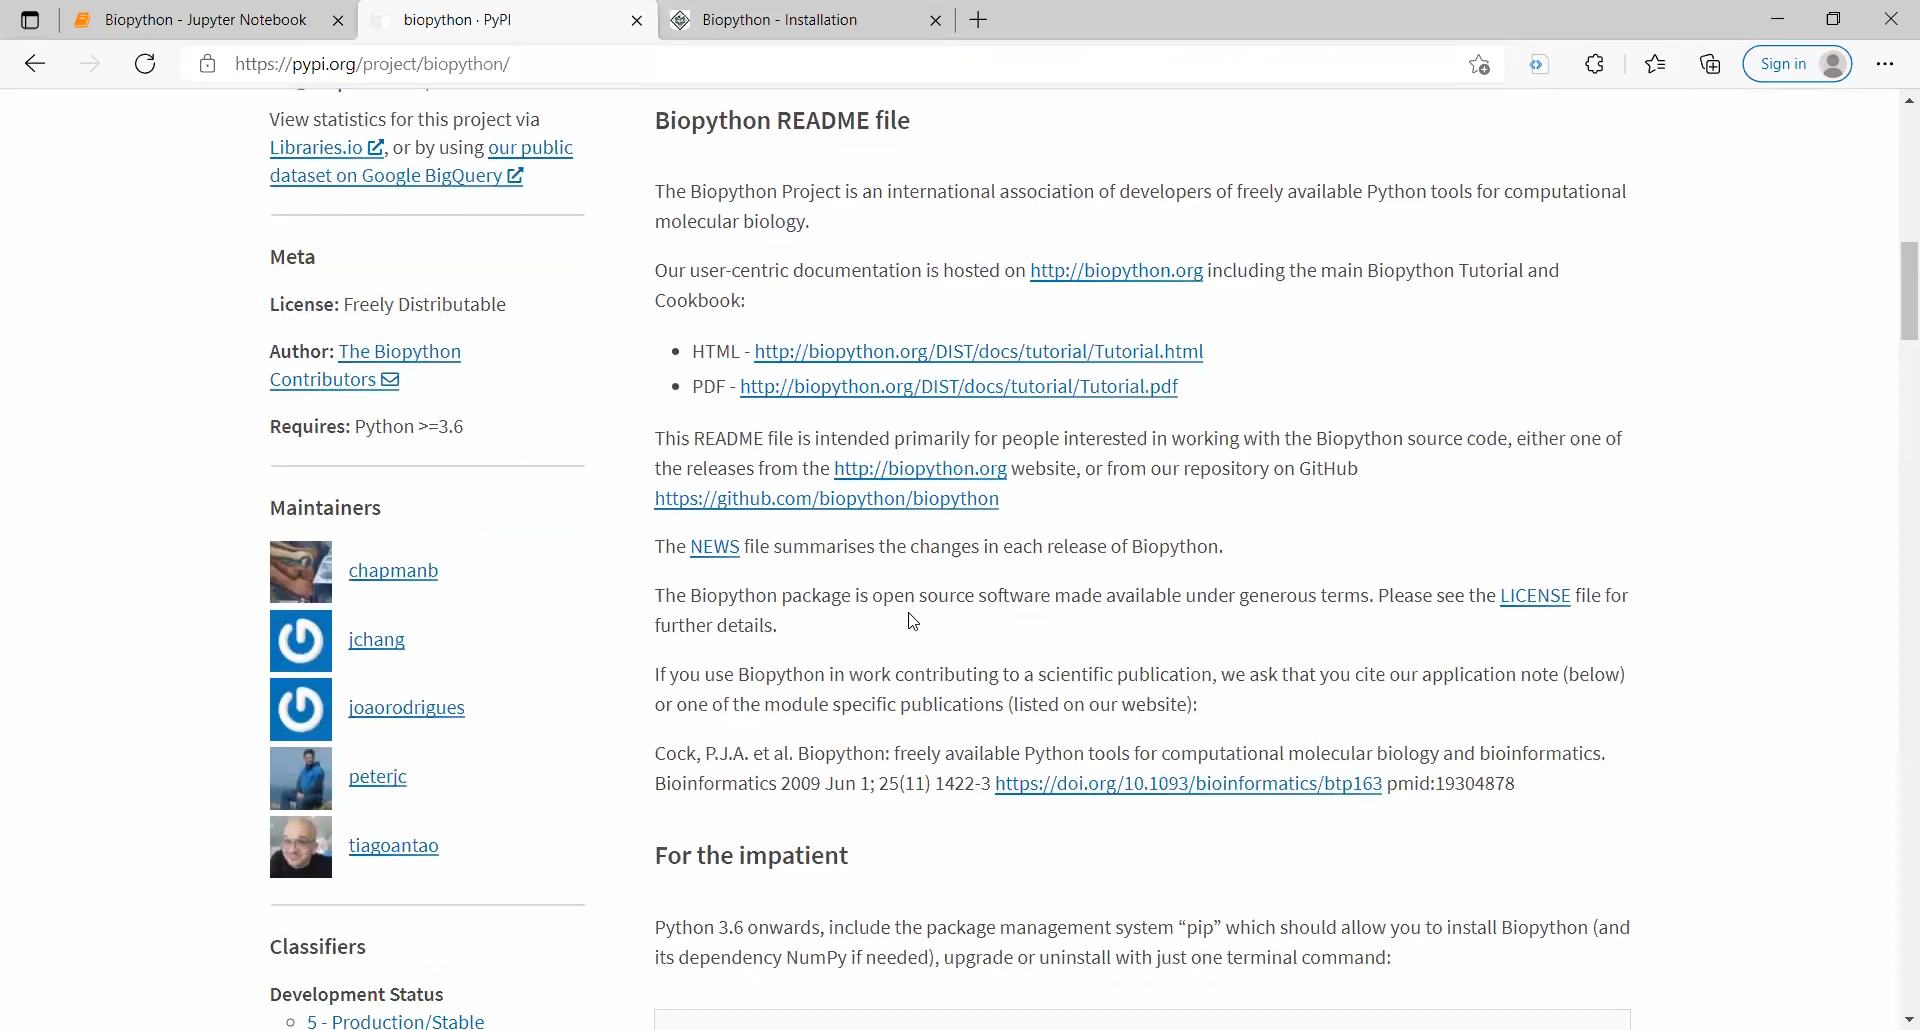 Biopython - Jupyter Notebook
biopython · PyPI
Biopython - Installation
https://pypi.org/project/biopython/
Sign in
View statistics for this project via
Libraries.io, or by using our public
dataset on Google BigQuery
Meta
License: Freely Distributable
Author: The Biopython
Contributors
Requires: Python >=3.6
Maintainers
chapmanb
jchang
joaorodrigues
peterjc
tiagoantao
Classifiers
Development Status
5 - Production/Stable
Biopython README file
The Biopython Project is an international association of developers of freely available Python tools for computational
molecular biology.
Our user-centric documentation is hosted on http://biopython.org including the main Biopython Tutorial and
Cookbook:
HTML - http://biopython.org/DIST/docs/tutorial/Tutorial.html
PDF - http://biopython.org/DIST/docs/tutorial/Tutorial.pdf
This README file is intended primarily for people interested in working with the Biopython source code, either one of
the releases from the http://biopython.org website, or from our repository on GitHub
https://github.com/biopython/biopython
The NEWS file summarises the changes in each release of Biopython.
The Biopython package is open source software made available under generous terms. Please see the LICENSE file for
further details.
If you use Biopython in work contributing to a scientific publication, we ask that you cite our application note (below)
or one of the module specific publications (listed on our website):
Cock, P.J.A. et al. Biopython: freely available Python tools for computational molecular biology and bioinformatics.
Bioinformatics 2009 Jun 1; 25(11) 1422-3 https://doi.org/10.1093/bioinformatics/btp163 pmid:19304878
For the impatient
Python 3.6 onwards, include the package management system “pip” which should allow you to install Biopython (and
its dependency NumPy if needed), upgrade or uninstall with just one terminal command: